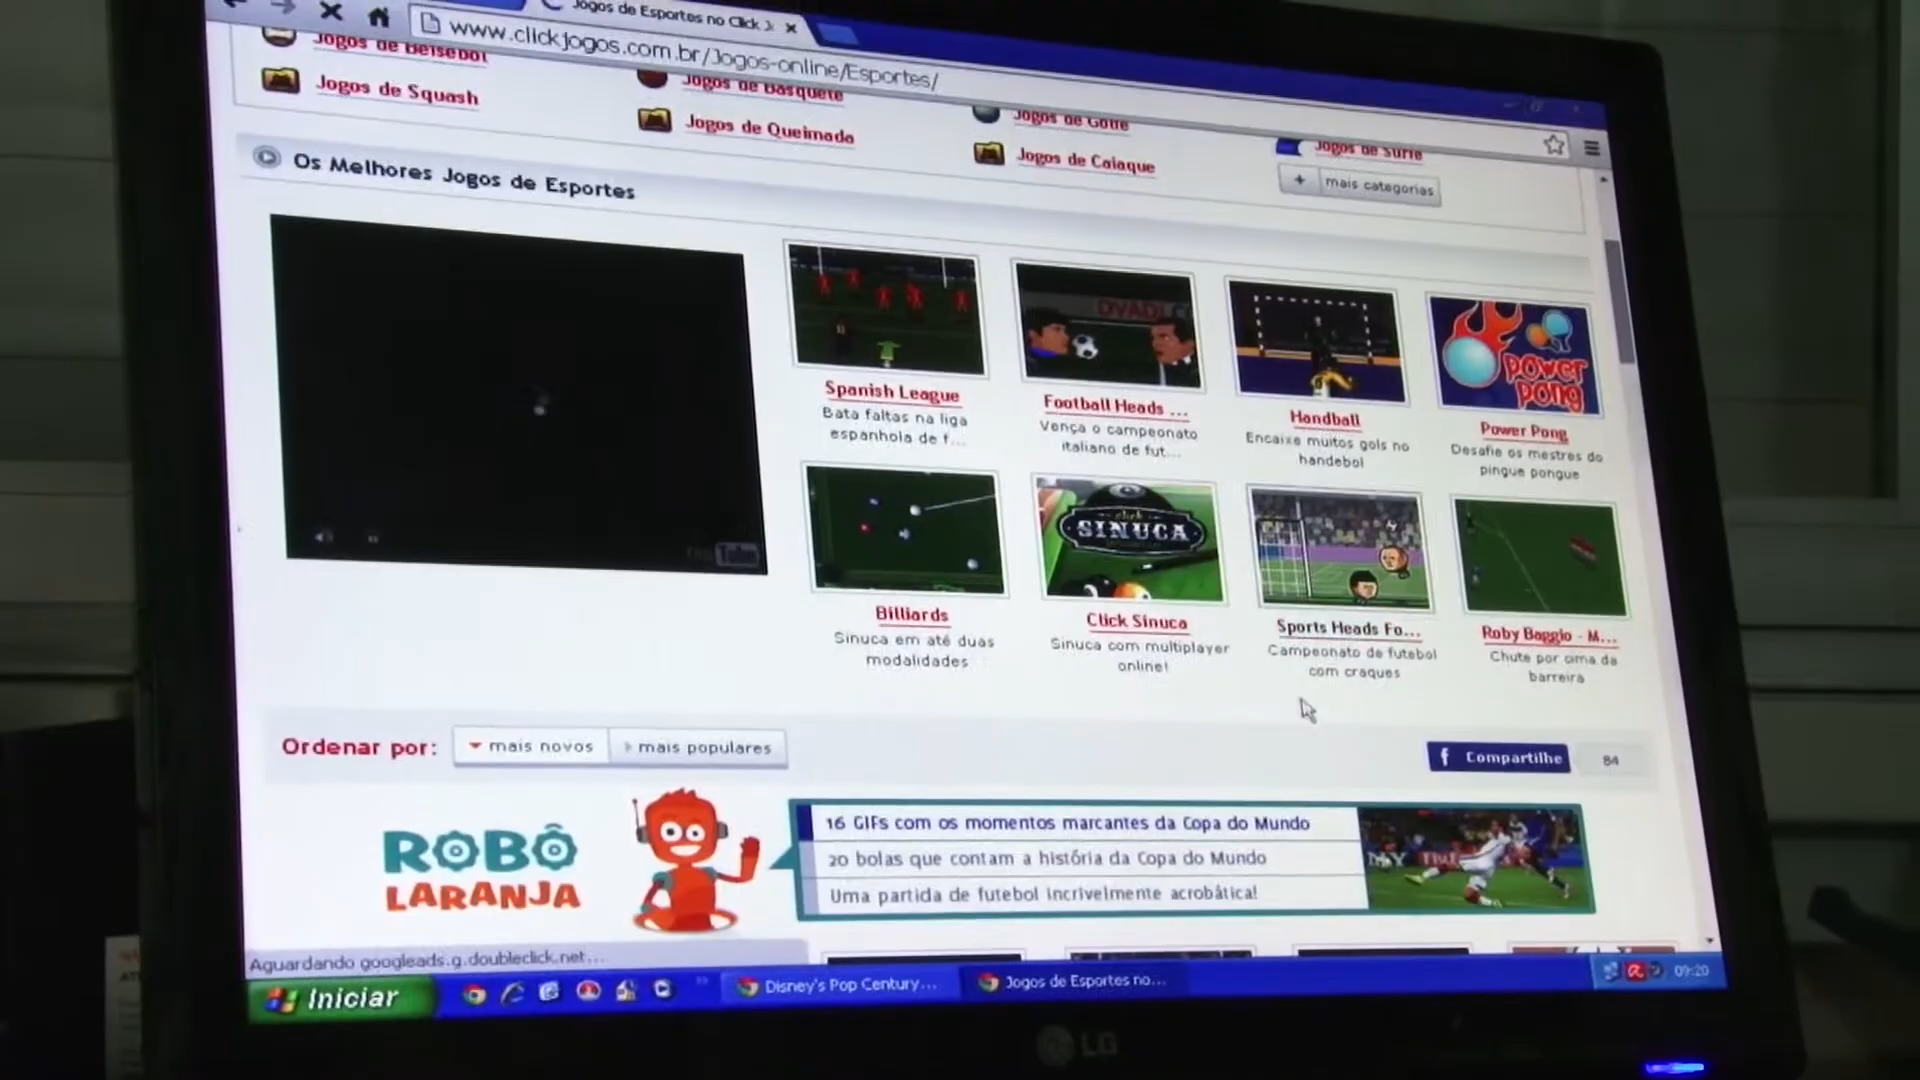 Jogos de Esportes no Click
www.clickjogos.com.br/Jogos-online/Esportes/
Jogos de Beisebol
Jogos de Basquete
Jogos de Golfe
Jogos de Surfe
Jogos de Squash
Jogos de Queimada
Jogos de Caiaque
+ mais categorias
Os Melhores Jogos de Esportes
Spanish League
Bata faltas na liga
espanhola de f...
Football Heads ...
Vença o campeonato
italiano de fut...
Handball
Encaixe muitos gols no
handebol
power
pong
Power Pong
Desafie os mestres do
pingue pongue
Billiards
Sinuca em até duas
modalidades
click
SINUCA
Click Sinuca
Sinuca com multiplayer
online!
Sports Heads Fo...
Campeonato de futebol
com craques
Roby Baggio - M...
Chute por cima da
barreira
YouTube
Ordenar por:
mais novos
mais populares
f Compartilhe
84
ROBÔ
LARANJA
16 GIFs com os momentos marcantes da Copa do Mundo
20 bolas que contam a história da Copa do Mundo
Uma partida de futebol incrivelmente acrobática!
Aguardando googleads.g.doubleclick.net...
Iniciar
Disney's Pop Century...
Jogos de Esportes no...
09:20
LG